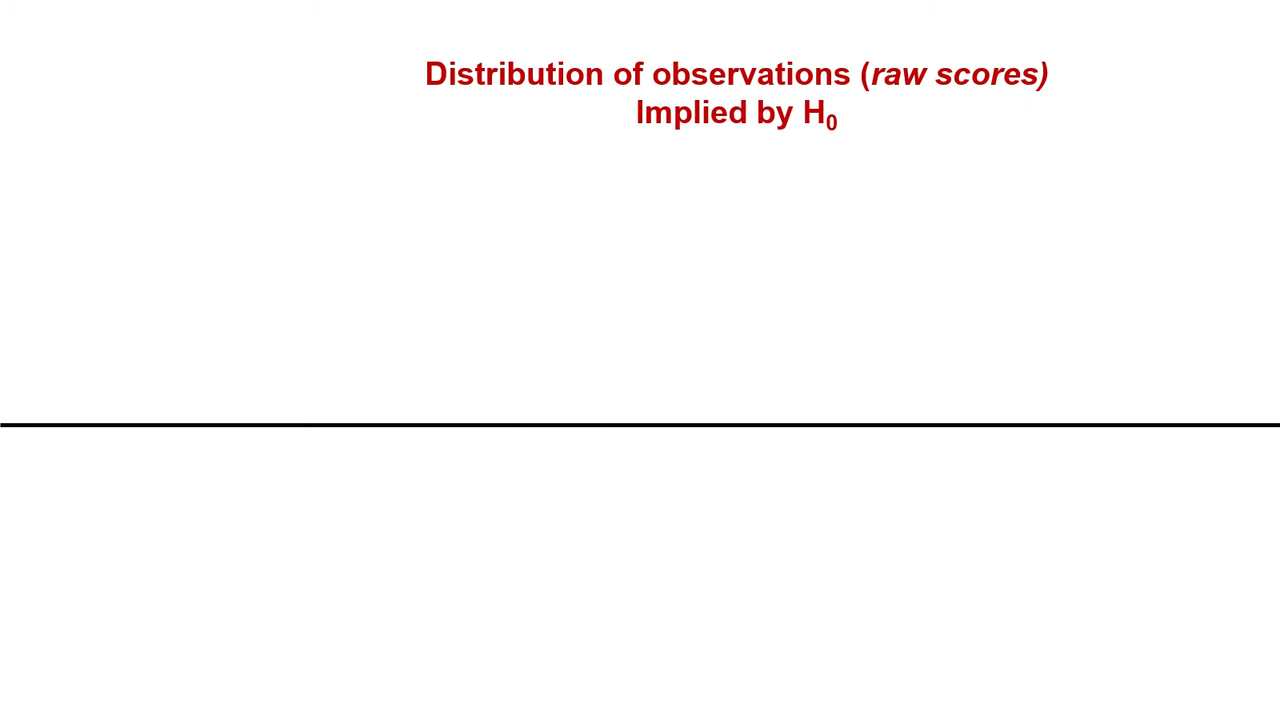 Distribution of observations (raw scores)
Implied by H₀